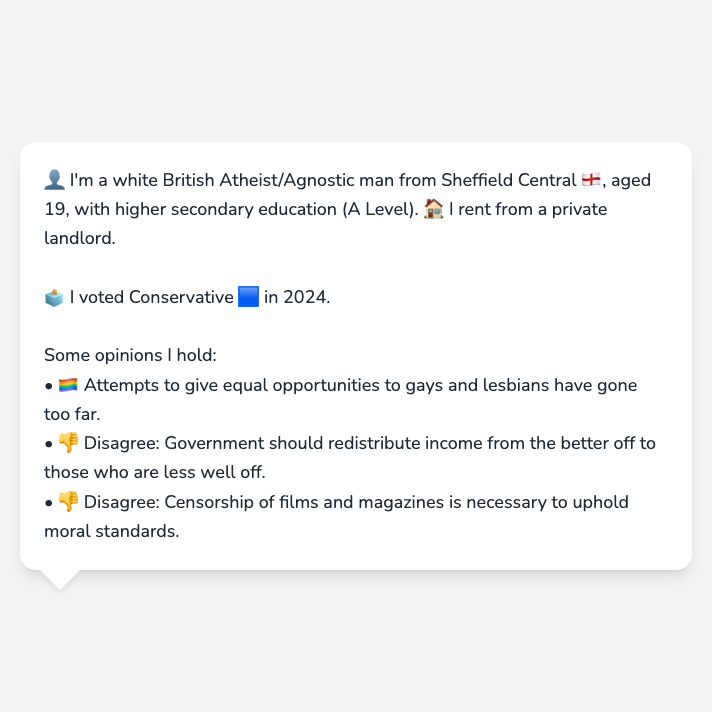 👤 I'm a white British Atheist/Agnostic man from Sheffield Central 🏴󠁧󠁢󠁥󠁮󠁧󠁿, aged
19, with higher secondary education (A Level). 🏠 I rent from a private
landlord.
🗳️ I voted Conservative 🟦 in 2024.
Some opinions I hold:
• 🏳️‍🌈 Attempts to give equal opportunities to gays and lesbians have gone
too far.
• 👎 Disagree: Government should redistribute income from the better off to
those who are less well off.
• 👎 Disagree: Censorship of films and magazines is necessary to uphold
moral standards.